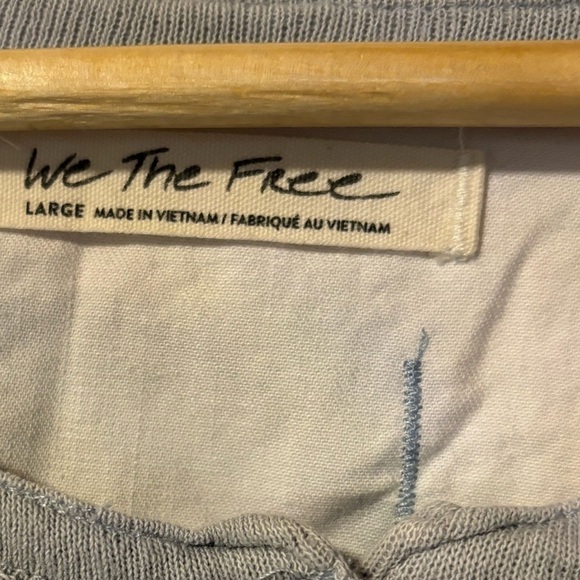 We The Free
LARGE MADE IN VIETNAM / FABRIQUÉ AU VIETNAM